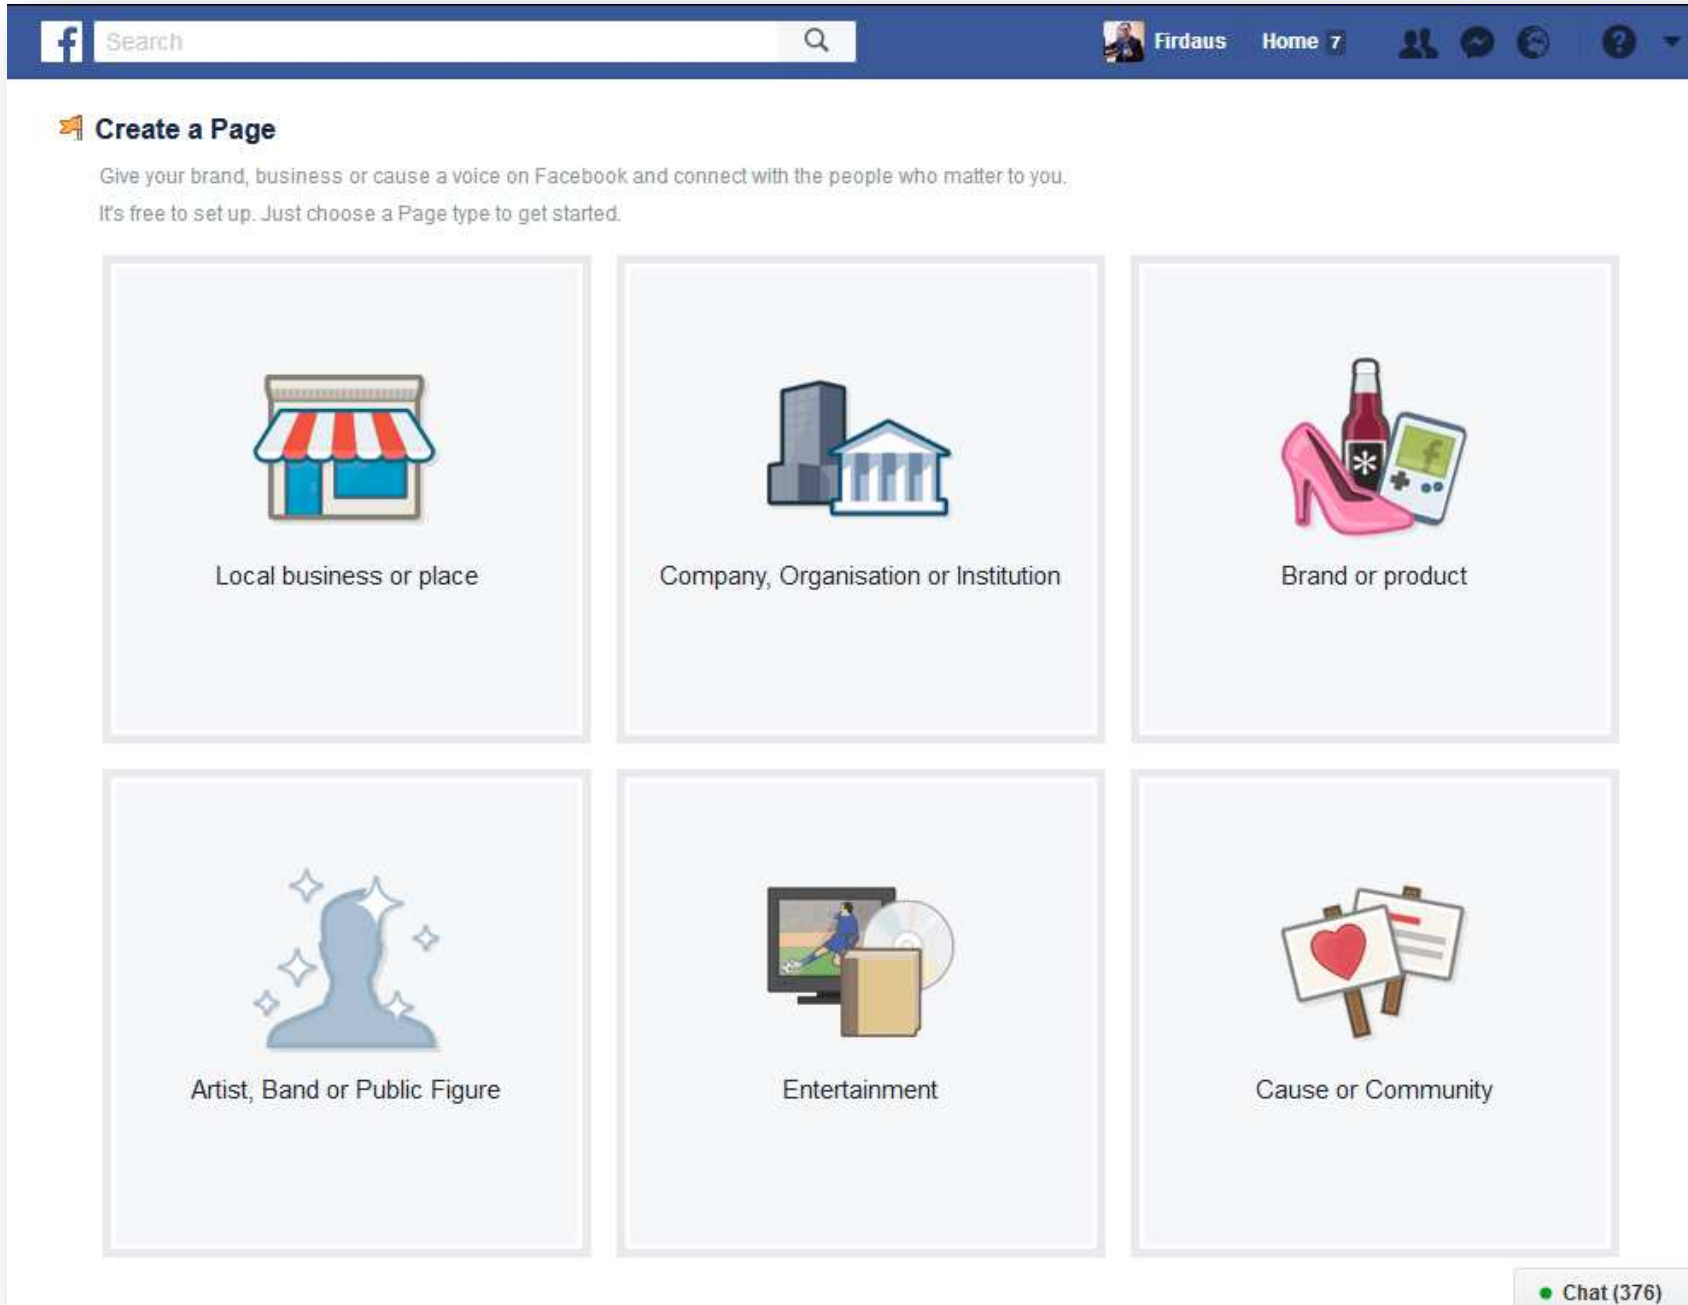 f Search
Firdaus Home 7
Create a Page
Give your brand, business or cause a voice on Facebook and connect with the people who matter to you.
It's free to set up. Just choose a Page type to get started.
Local business or place
Company, Organisation or Institution
Brand or product
Artist, Band or Public Figure
Entertainment
Cause or Community
Chat (376)